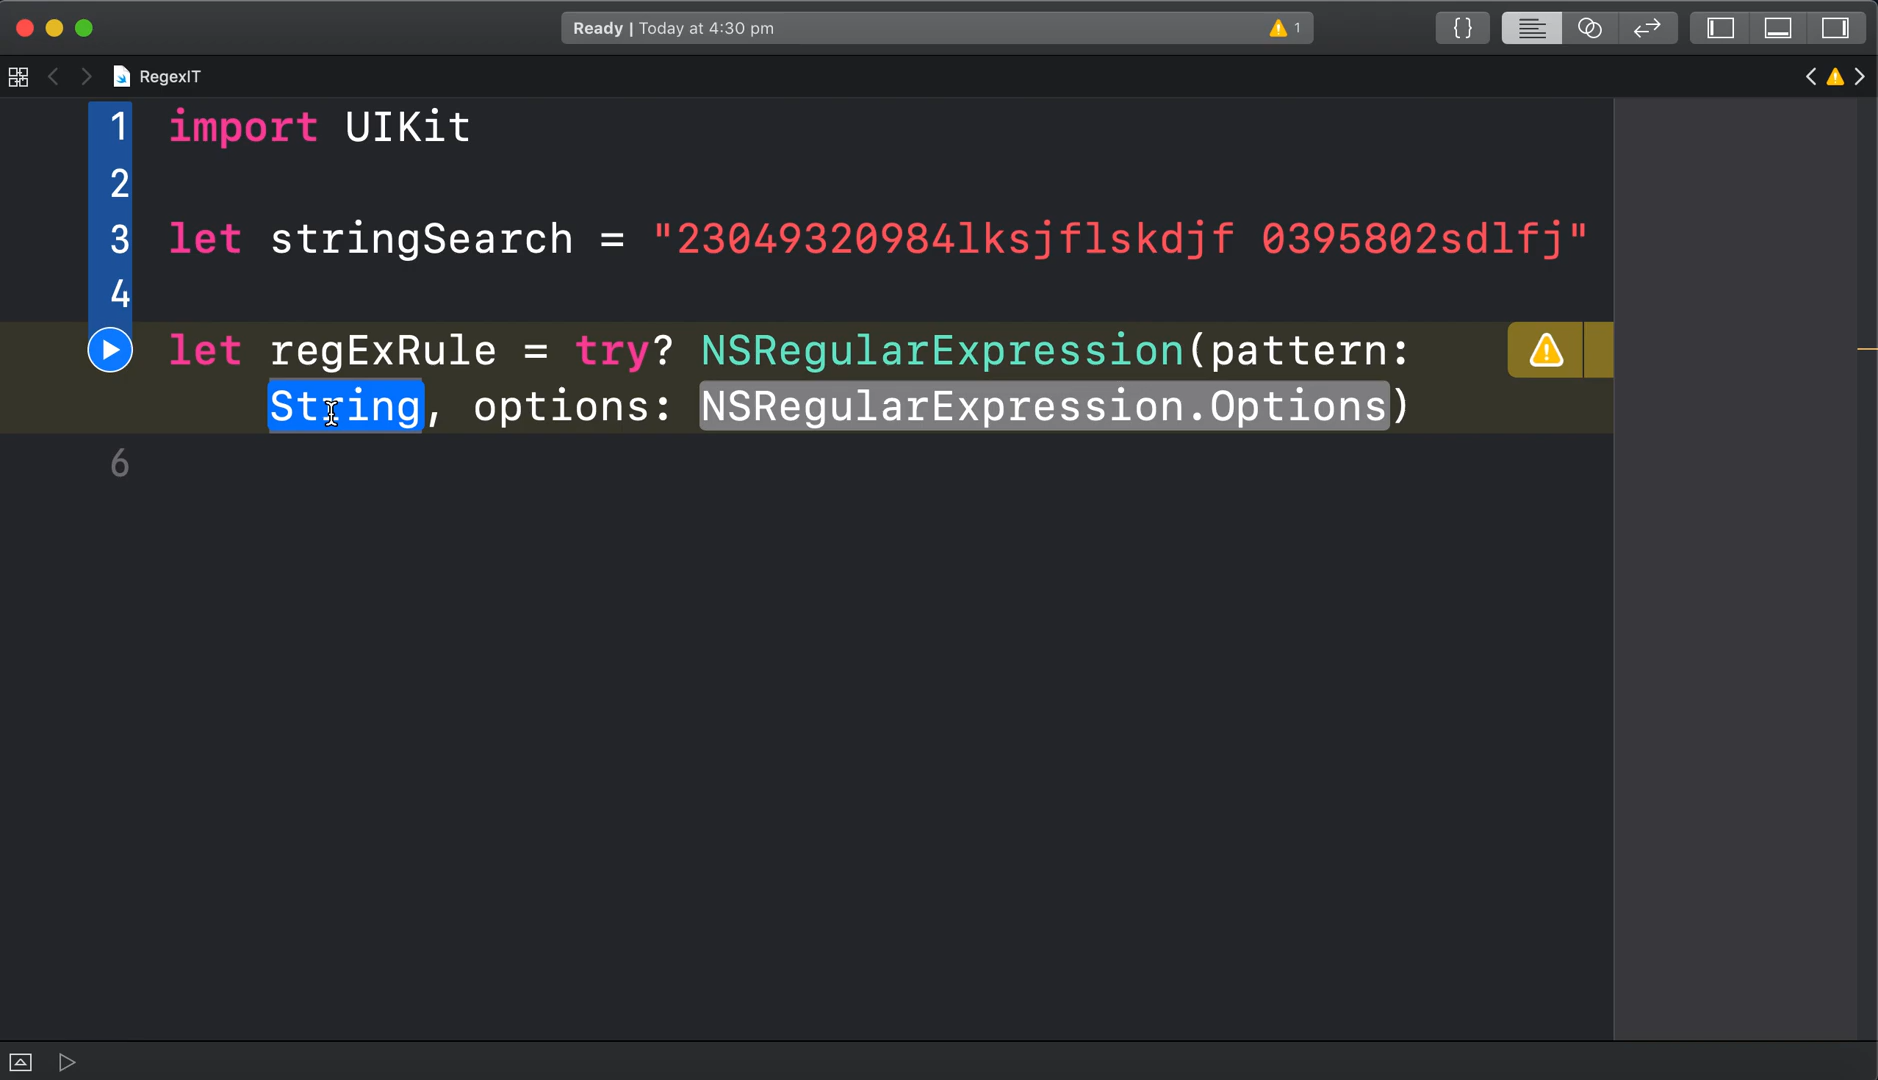 Ready | Today at 4:30 pm
1
{}
RegexIT
1 import UIKit
2
3 let stringSearch = "23049320984lksjflskdjf 0395802sdlfj"
4
let regExRule = try? NSRegularExpression(pattern:
String, options: NSRegularExpression.Options)
6